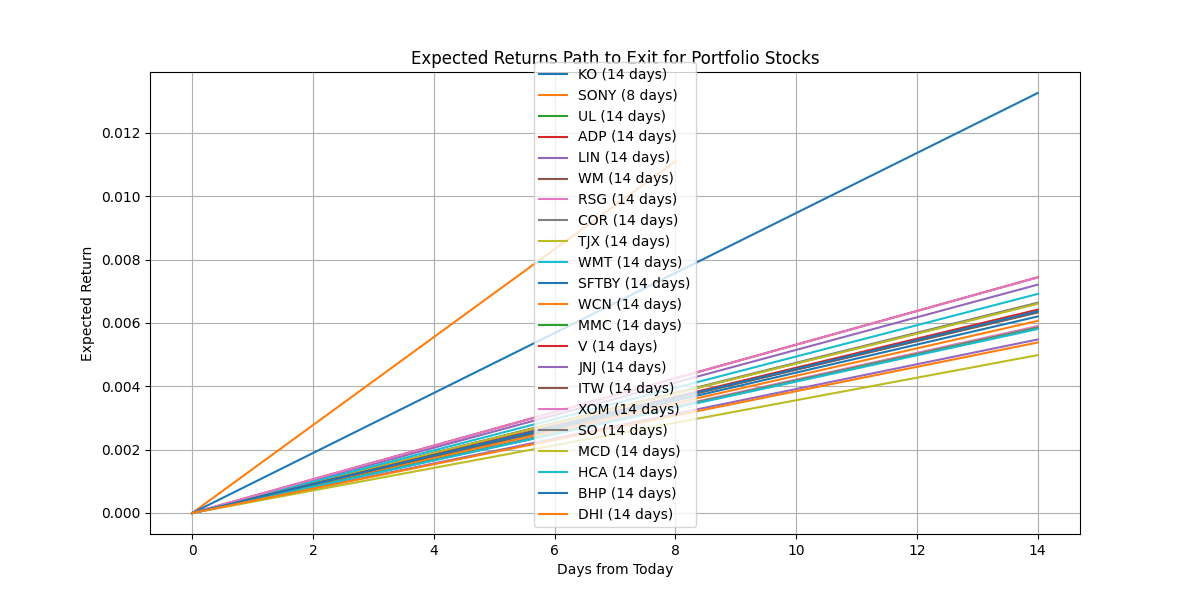 Expected Returns Path to Exit for Portfolio Stocks
KO (14 days)
SONY (8 days)
UL (14 days)
ADP (14 days)
LIN (14 days)
WM (14 days)
RSG (14 days)
COR (14 days)
TJX (14 days)
WMT (14 days)
SFTBY (14 days)
WCN (14 days)
MMC (14 days)
V (14 days)
JNJ (14 days)
ITW (14 days)
XOM (14 days)
SO (14 days)
MCD (14 days)
HCA (14 days)
BHP (14 days)
DHI (14 days)
Expected Return
0.012
0.010
0.008
0.006
0.004
0.002
0.000
0 2 4 6 8 10 12 14
Days from Today